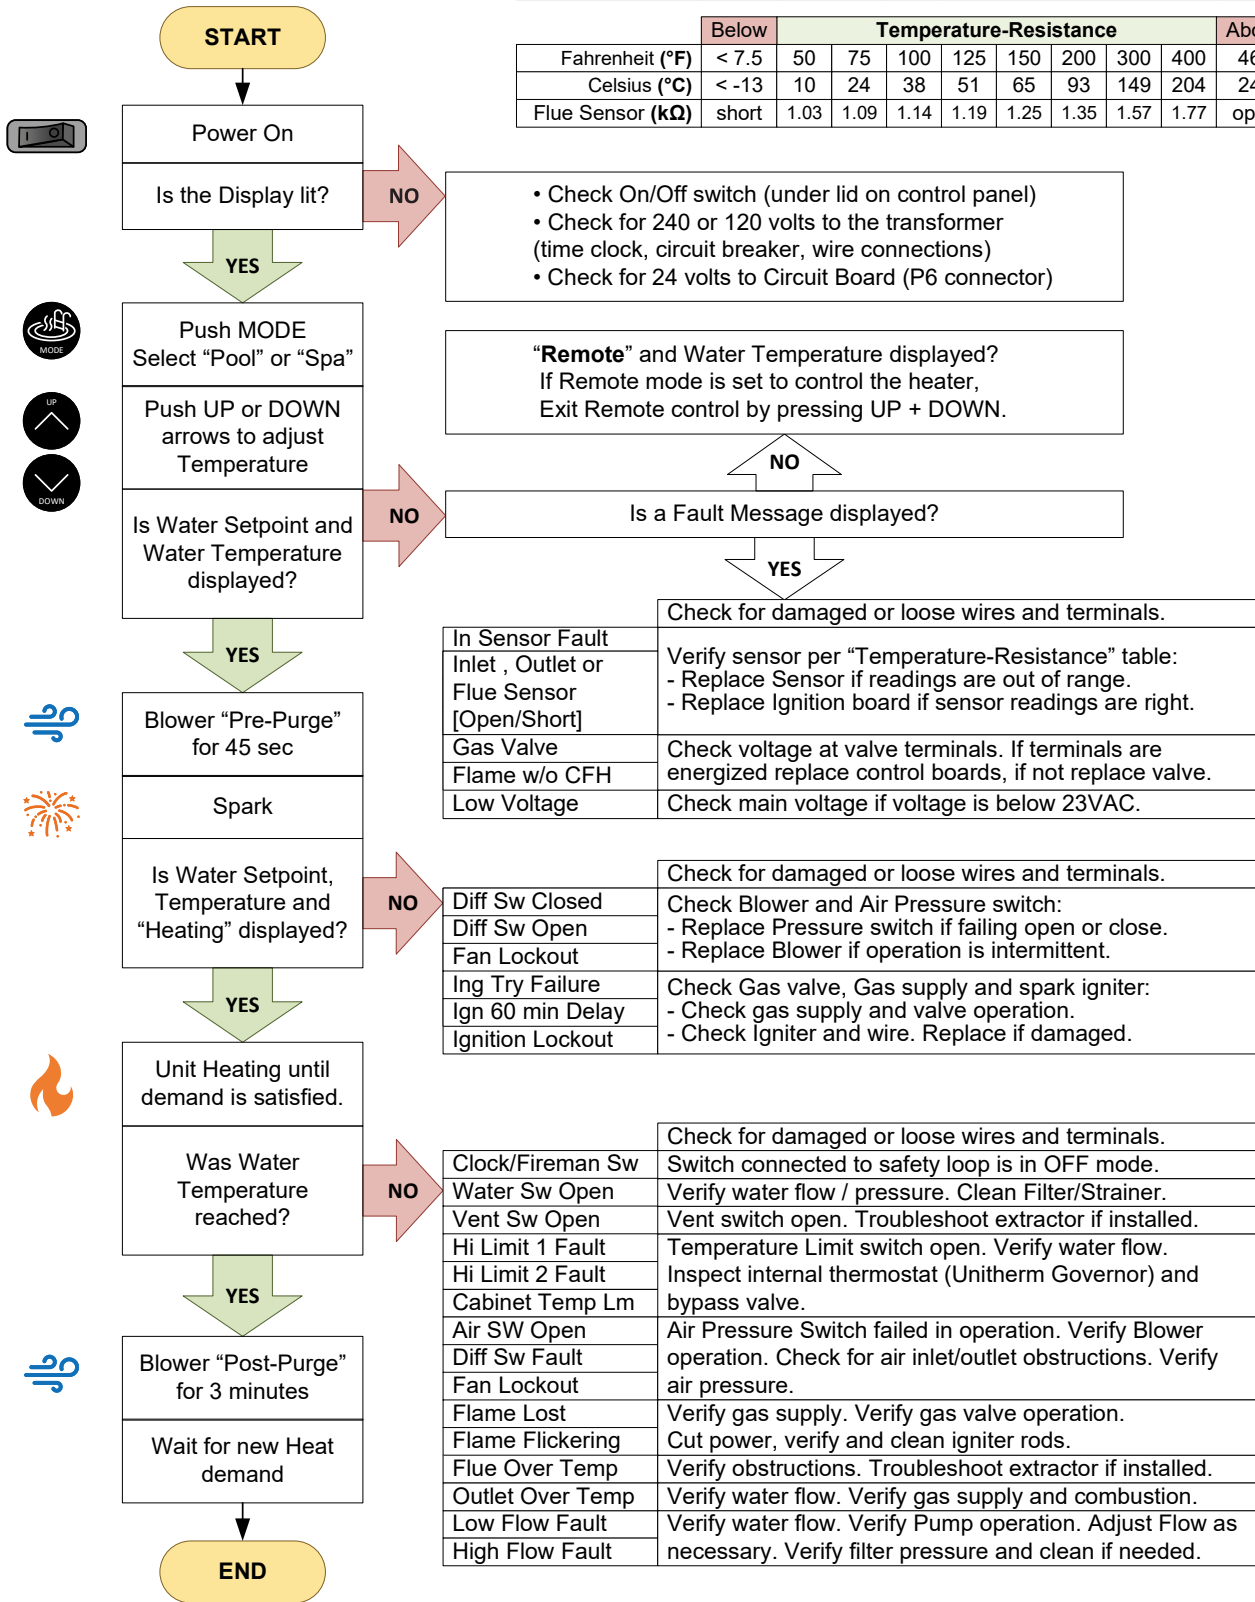 START
Below Temperature-Resistance
Fahrenheit (°F) < 7.5 50 75 100 125 150 200 300 400
Celsius (°C) < -13 10 24 38 51 65 93 149 204
Flue Sensor (kΩ) short 1.03 1.09 1.14 1.19 1.25 1.35 1.57 1.77
Power On
Is the Display lit?
NO
• Check On/Off switch (under lid on control panel)
• Check for 240 or 120 volts to the transformer
(time clock, circuit breaker, wire connections)
• Check for 24 volts to Circuit Board (P6 connector)
YES
MODE
Push MODE
Select “Pool” or “Spa”
UP
DOWN
Push UP or DOWN
arrows to adjust
Temperature
“Remote” and Water Temperature displayed?
If Remote mode is set to control the heater,
Exit Remote control by pressing UP + DOWN.
NO
Is Water Setpoint and
Water Temperature
displayed?
NO
Is a Fault Message displayed?
YES
Check for damaged or loose wires and terminals.
In Sensor Fault
Inlet , Outlet or
Flue Sensor
[Open/Short]
Verify sensor per “Temperature-Resistance” table:
- Replace Sensor if readings are out of range.
- Replace Ignition board if sensor readings are right.
Gas Valve
Flame w/o CFH
Check voltage at valve terminals. If terminals are
energized replace control boards, if not replace valve.
Low Voltage
Check main voltage if voltage is below 23VAC.
YES
Blower “Pre-Purge”
for 45 sec
Spark
Is Water Setpoint,
Temperature and
“Heating” displayed?
NO
Check for damaged or loose wires and terminals.
Diff Sw Closed
Diff Sw Open
Fan Lockout
Check Blower and Air Pressure switch:
- Replace Pressure switch if failing open or close.
- Replace Blower if operation is intermittent.
Ing Try Failure
Ign 60 min Delay
Ignition Lockout
Check Gas valve, Gas supply and spark igniter:
- Check gas supply and valve operation.
- Check Igniter and wire. Replace if damaged.
YES
Unit Heating until
demand is satisfied.
Was Water
Temperature
reached?
NO
Check for damaged or loose wires and terminals.
Clock/Fireman Sw
Switch connected to safety loop is in OFF mode.
Water Sw Open
Verify water flow / pressure. Clean Filter/Strainer.
Vent Sw Open
Vent switch open. Troubleshoot extractor if installed.
Hi Limit 1 Fault
Hi Limit 2 Fault
Cabinet Temp Lm
Temperature Limit switch open. Verify water flow.
Inspect internal thermostat (Unitherm Governor) and
bypass valve.
Air SW Open
Diff Sw Fault
Fan Lockout
Air Pressure Switch failed in operation. Verify Blower
operation. Check for air inlet/outlet obstructions. Verify
air pressure.
Flame Lost
Flame Flickering
Verify gas supply. Verify gas valve operation.
Cut power, verify and clean igniter rods.
Flue Over Temp
Verify obstructions. Troubleshoot extractor if installed.
Outlet Over Temp
Verify water flow. Verify gas supply and combustion.
Low Flow Fault
High Flow Fault
Verify water flow. Verify Pump operation. Adjust Flow as
necessary. Verify filter pressure and clean if needed.
YES
Blower “Post-Purge”
for 3 minutes
Wait for new Heat
demand
END